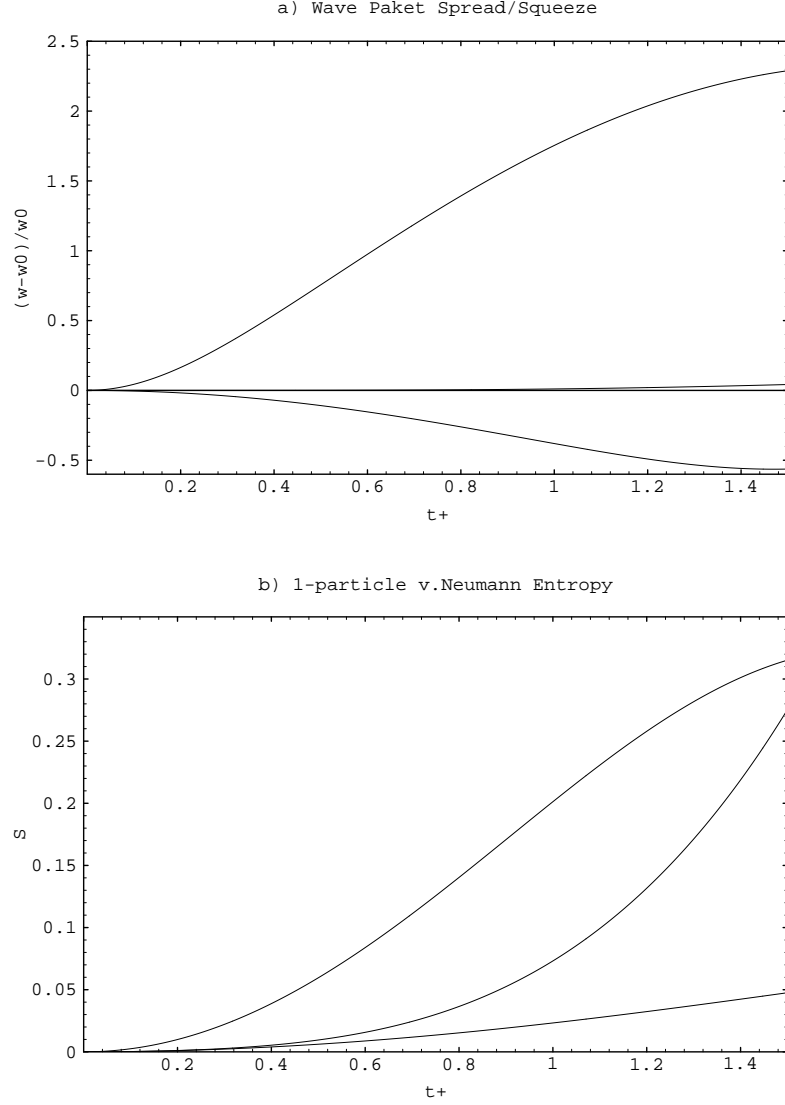 a) Wave Paket Spread/Squeeze
2.5
2
1.5
1
0.5
0
-0.5
(w-w0)/w0
0.2 0.4 0.6 0.8 1 1.2 1.4
t+
b) 1-particle v.Neumann Entropy
0.3
0.25
0.2
0.15
0.1
0.05
0
S
0.2 0.4 0.6 0.8 1 1.2 1.4
t+